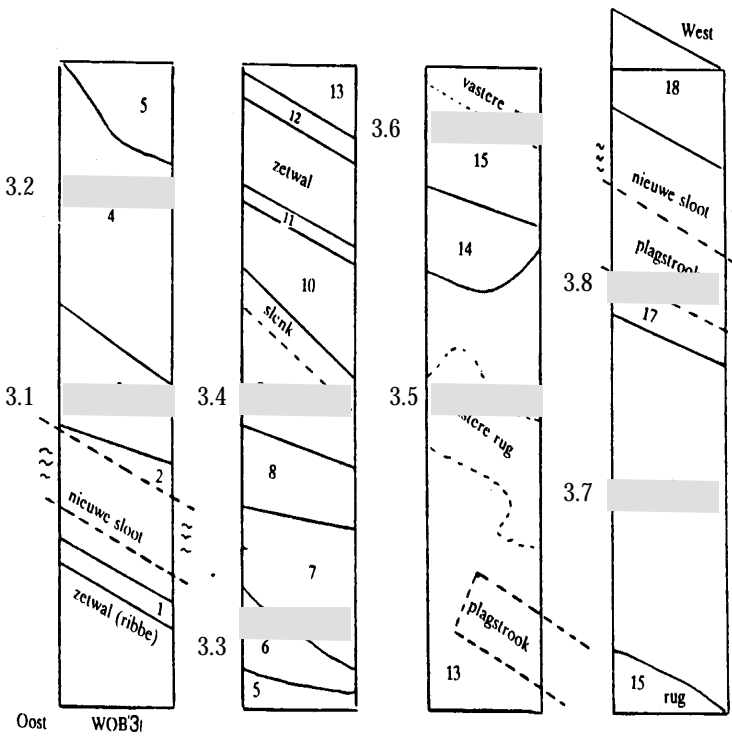 West
5
13
vastere
18
12
3.6
3.2
zetwal
15
nieuwe sloot
4
11
14
plagstrook
10
3.8
17
slenk
3.1
3.4
3.5
rug
2
8
3.7
nieuwe sloot
7
1
plagstrook
zetwal (ribbe)
3.3
6
13
15
5
rug
Oost WOB'31